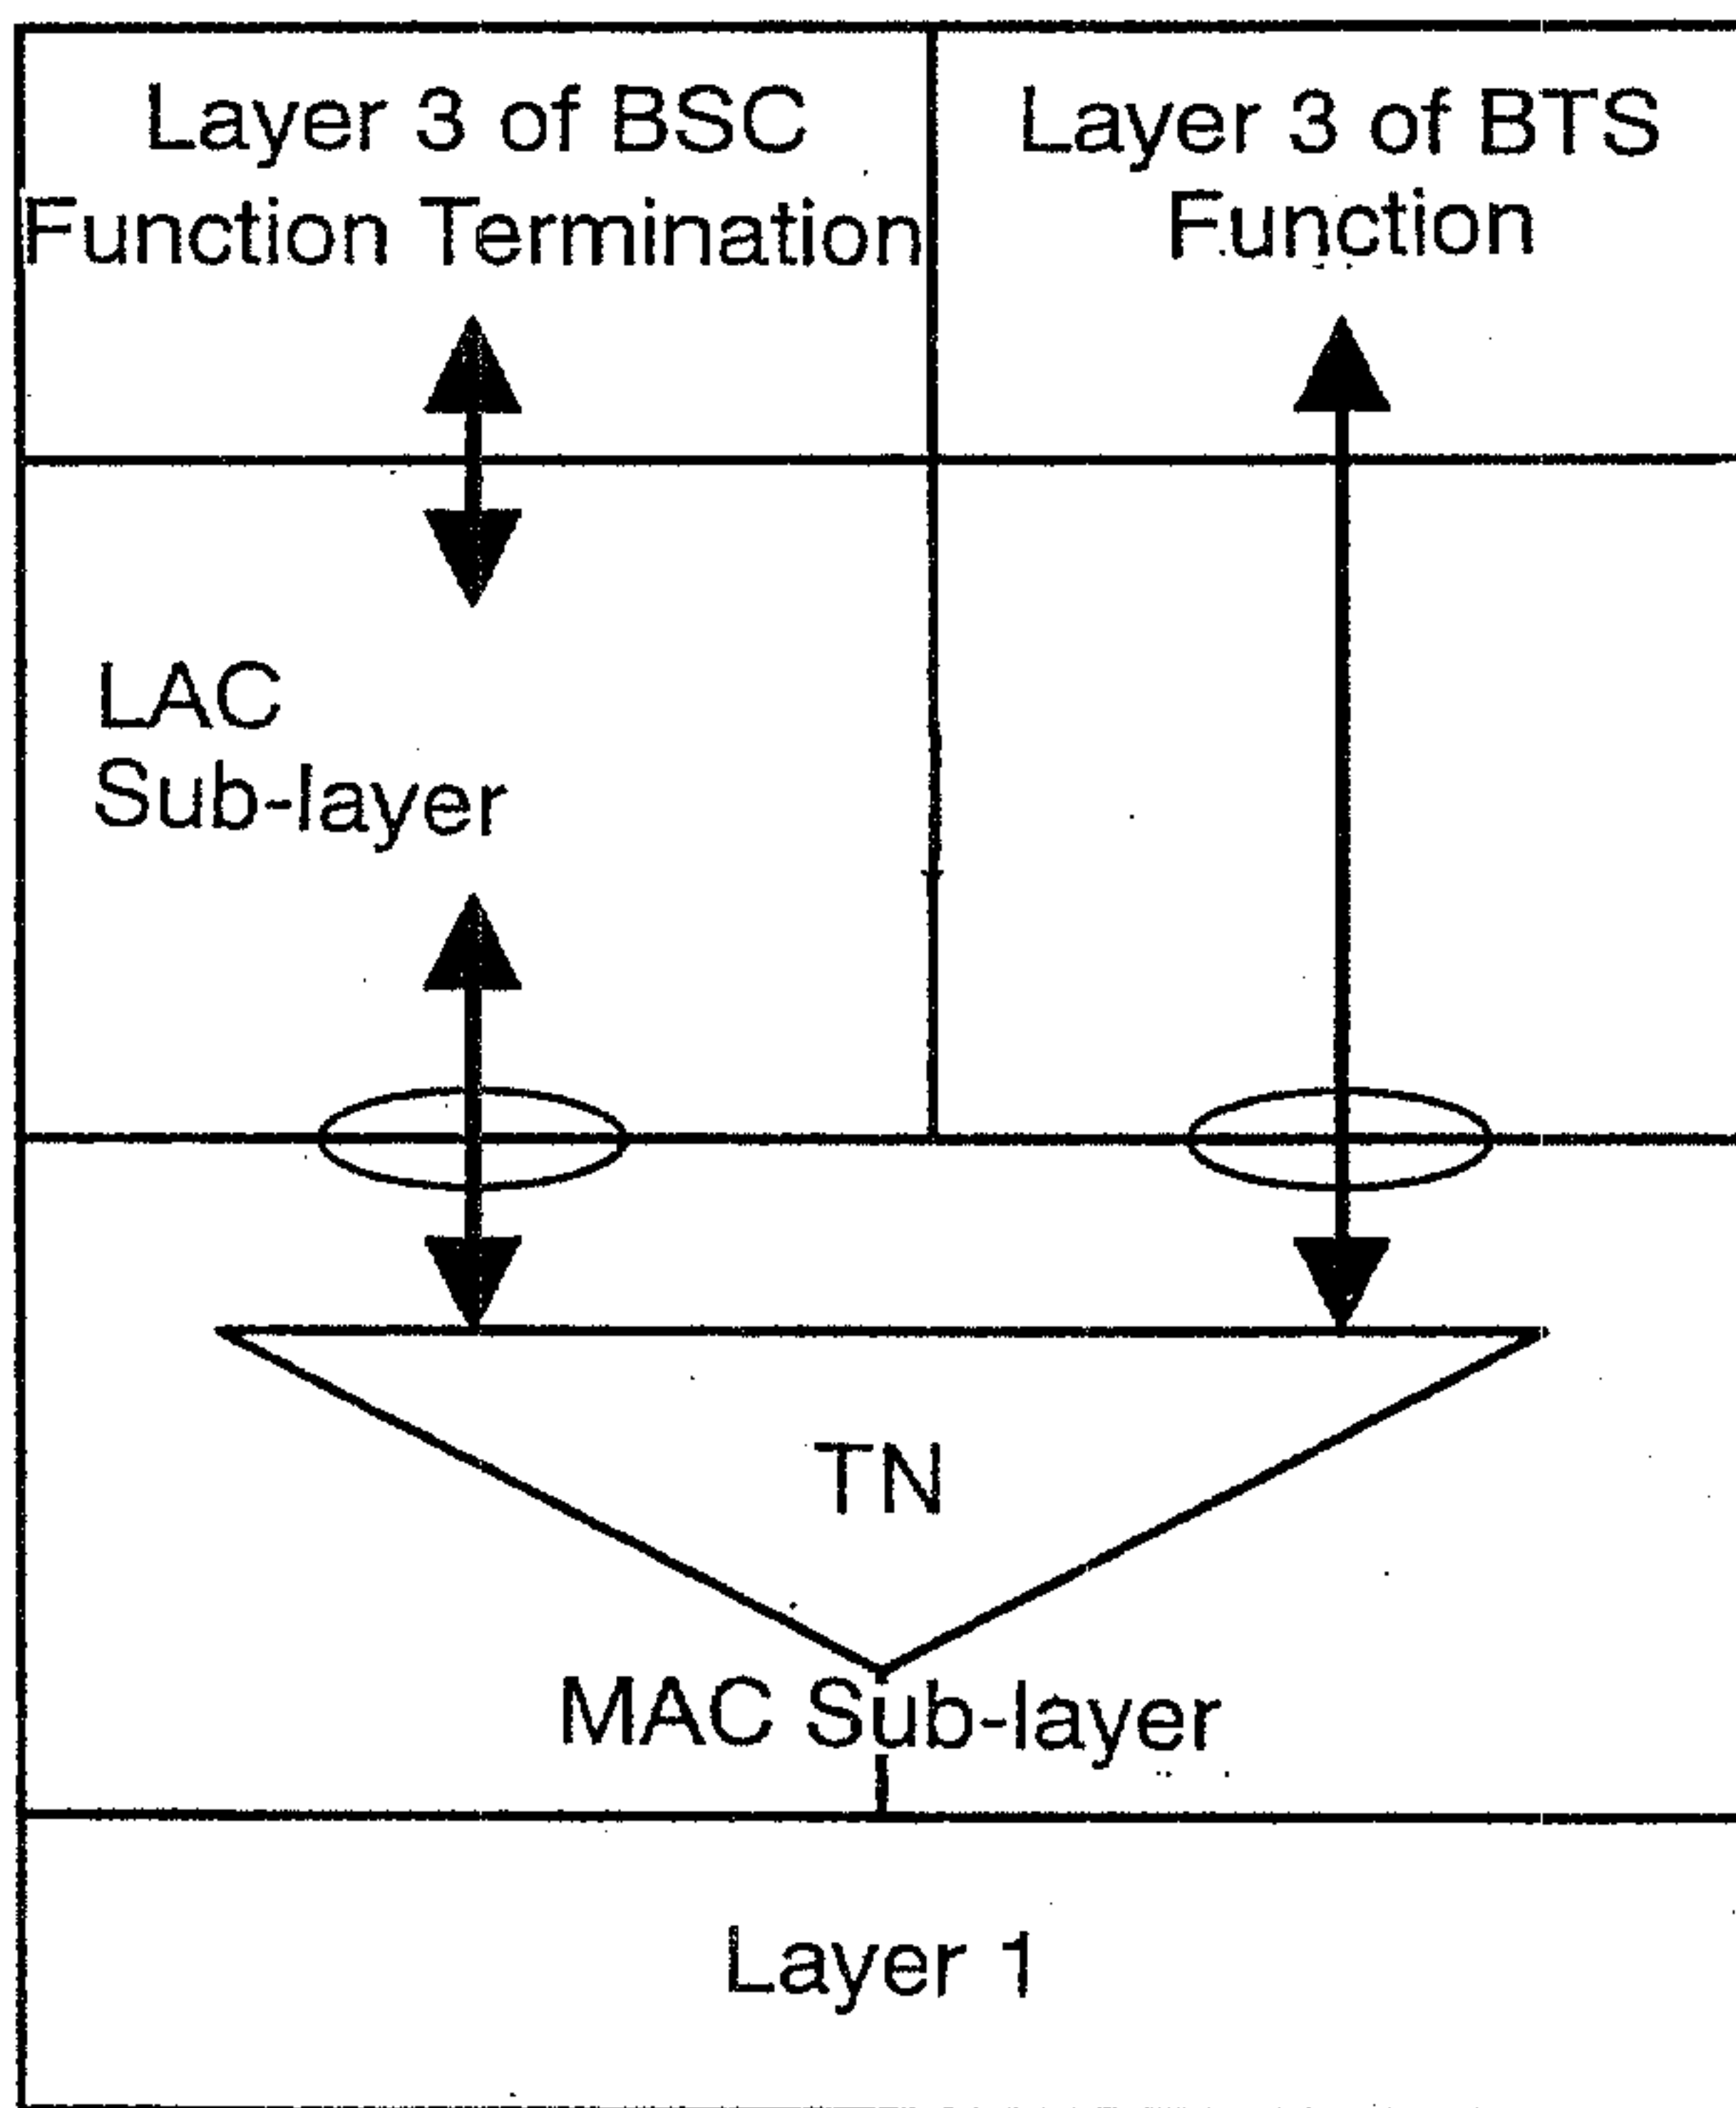 Layer 3 of BSC
Function Termination
Layer 3 of BTS
Function
LAC
Sub-layer
TN
MAC Sub-layer
Layer 1